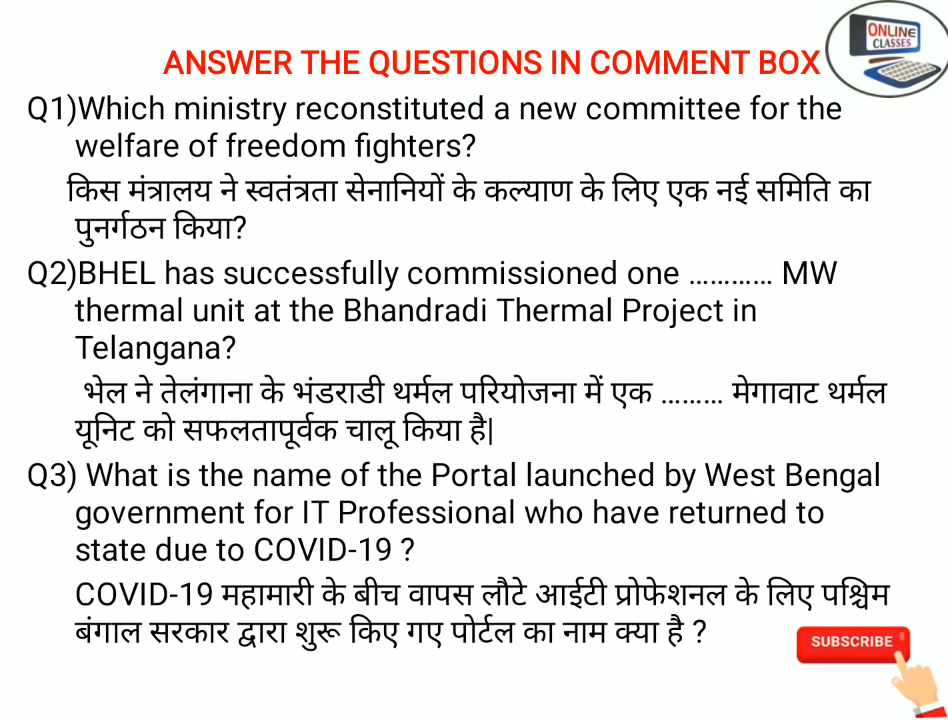 ONLINE
CLASSES
ANSWER THE QUESTIONS IN COMMENT BOX
Q1)Which ministry reconstituted a new committee for the
welfare of freedom fighters?
किस मंत्रालय ने स्वतंत्रता सेनानियों के कल्याण के लिए एक नई समिति का
पुनर्गठन किया?
Q2)BHEL has successfully commissioned one ............ MW
thermal unit at the Bhandradi Thermal Project in
Telangana?
भेल ने तेलंगाना के भंडराडी थर्मल परियोजना में एक ......... मेगावाट थर्मल
यूनिट को सफलतापूर्वक चालू किया है|
Q3) What is the name of the Portal launched by West Bengal
government for IT Professional who have returned to
state due to COVID-19 ?
COVID-19 महामारी के बीच वापस लौटे आईटी प्रोफेशनल के लिए पश्चिम
बंगाल सरकार द्वारा शुरू किए गए पोर्टल का नाम क्या है ?
SUBSCRIBE